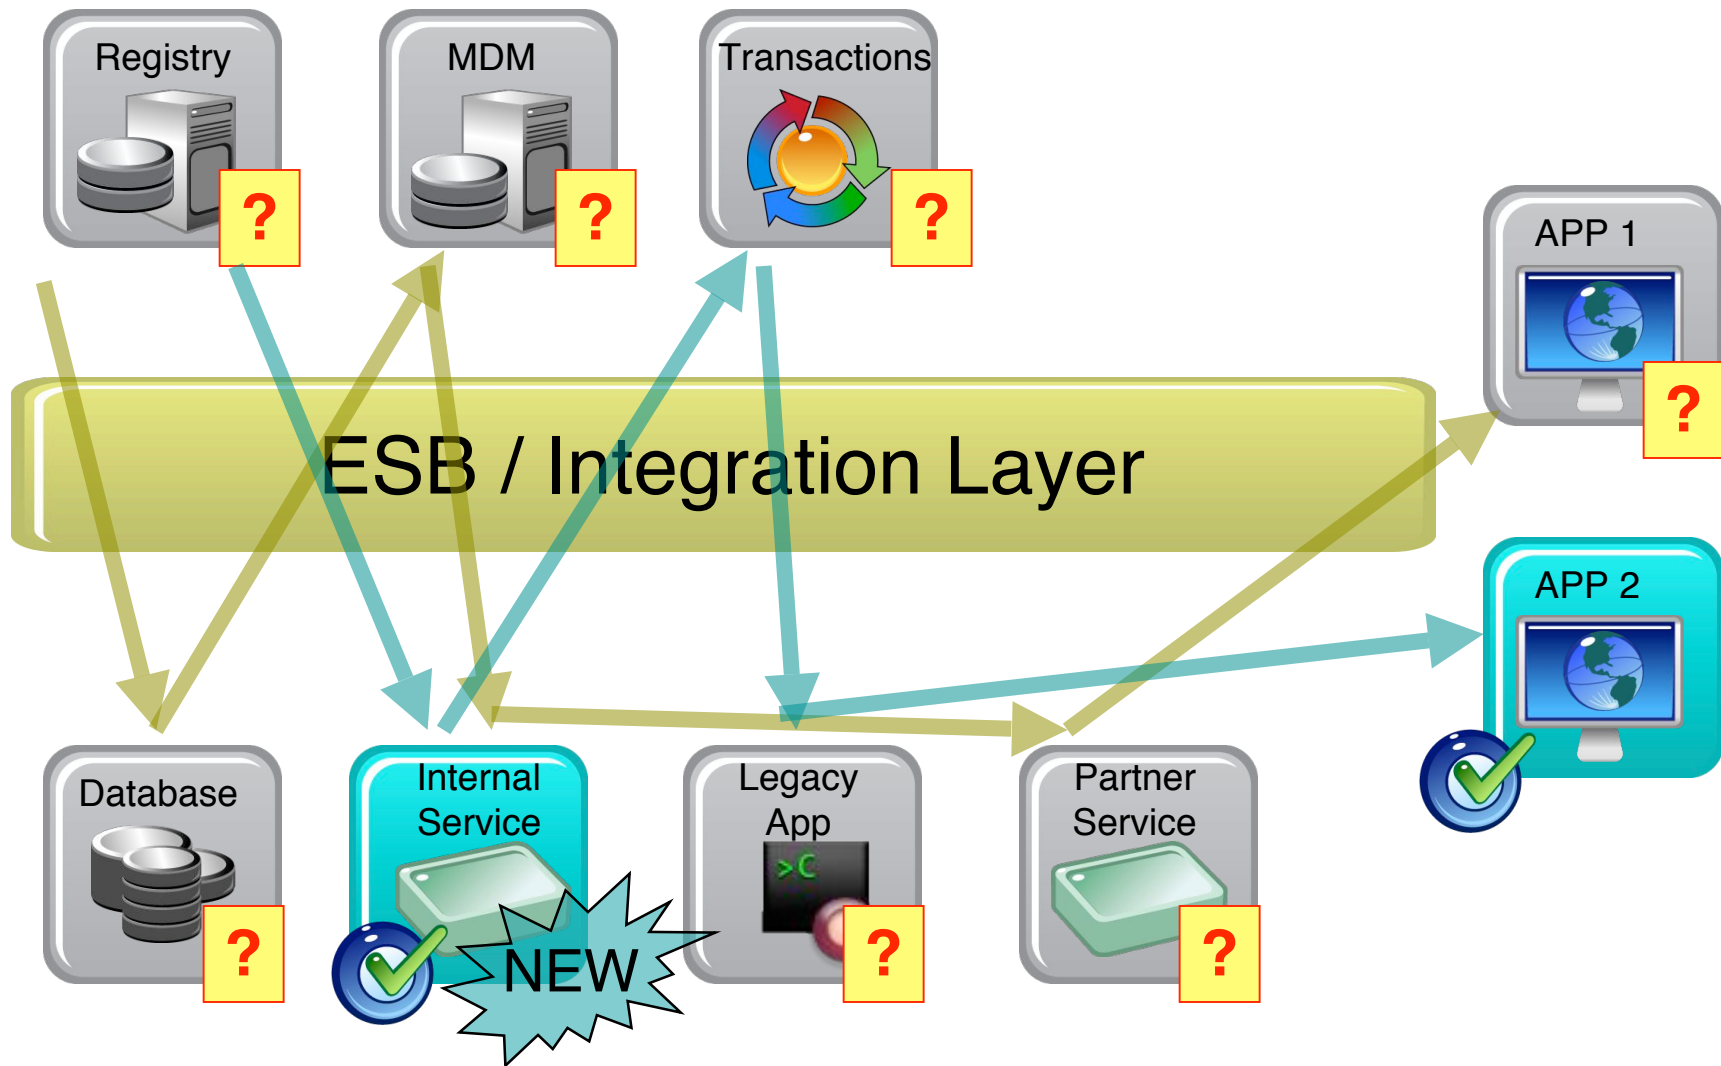 Registry
?
MDM
?
Transactions
?
APP 1
?
ESB / Integration Layer
APP 2
Database
?
Internal
Service
NEW
Legacy
App
>C
?
Partner
Service
?